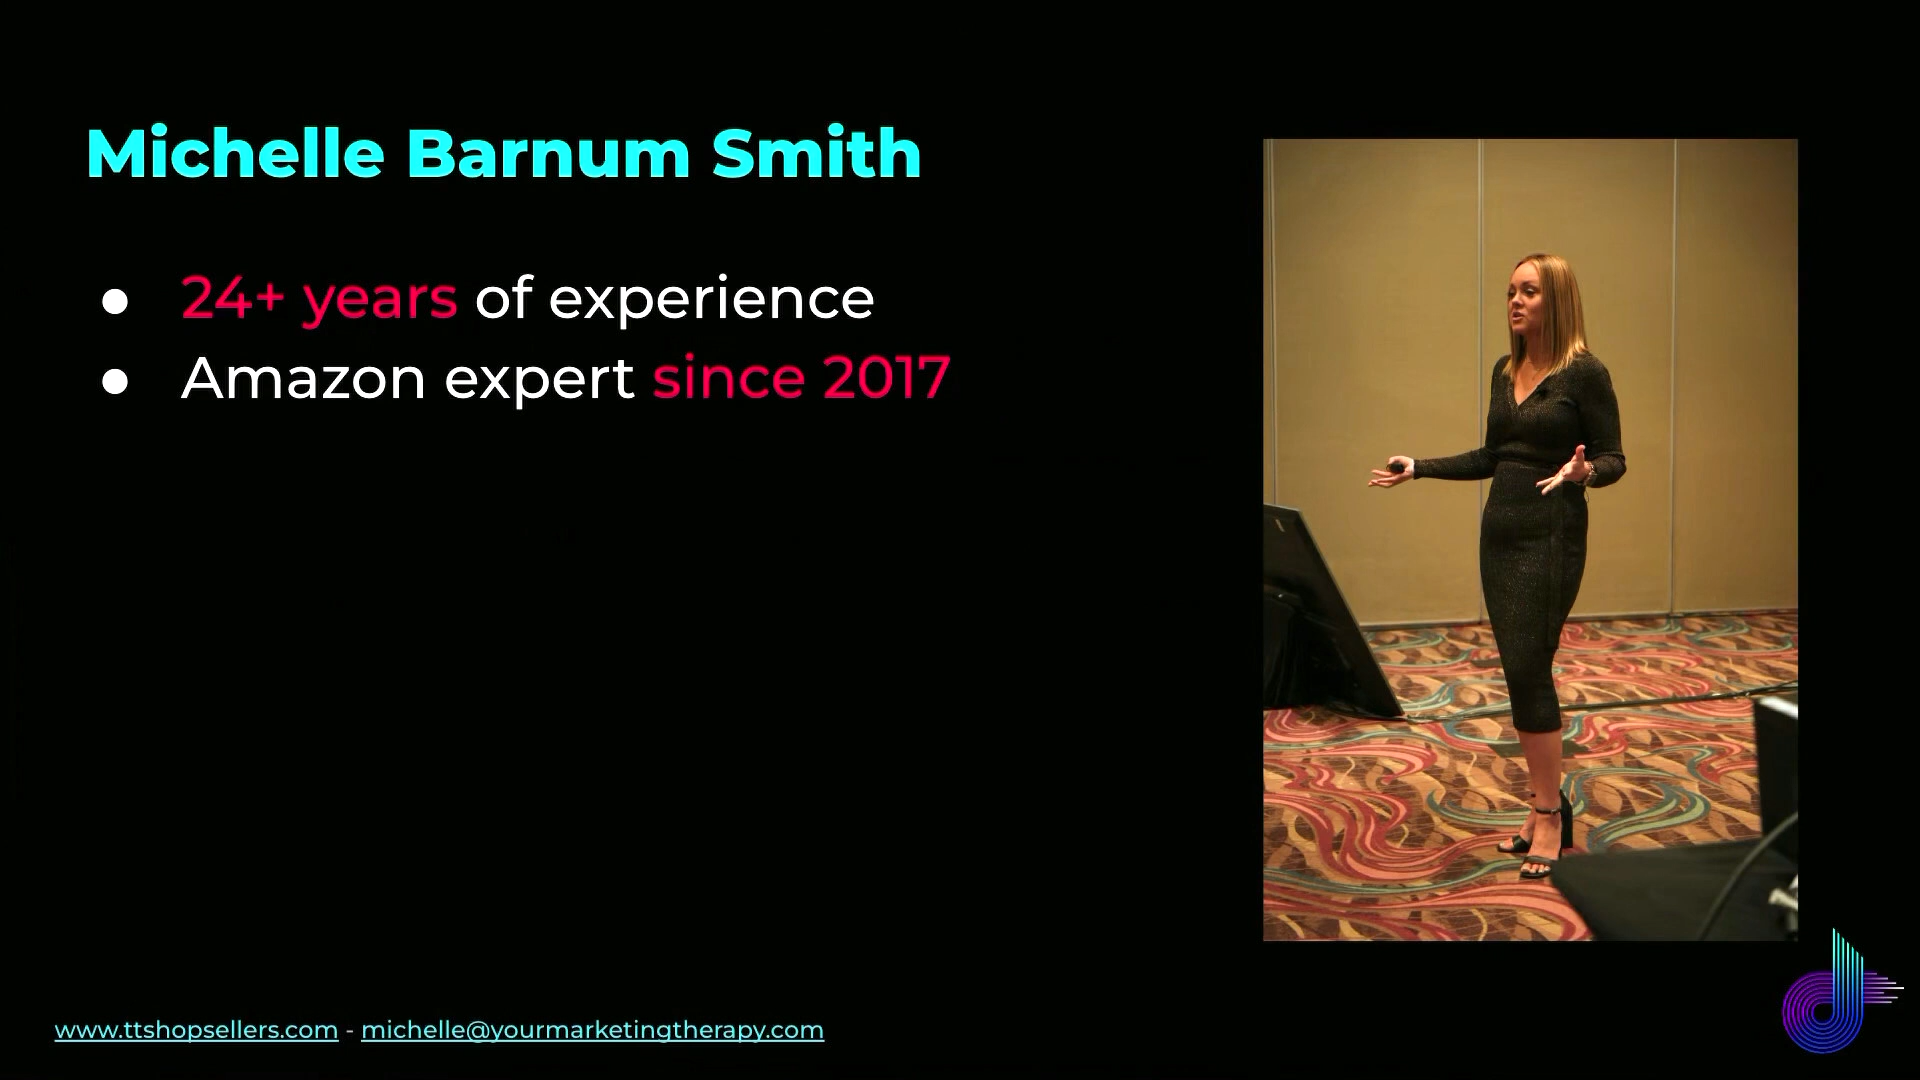 Michelle Barnum Smith
● 24+ years of experience
● Amazon expert since 2017
www.ttshopsellers.com - michelle@yourmarketingtherapy.com